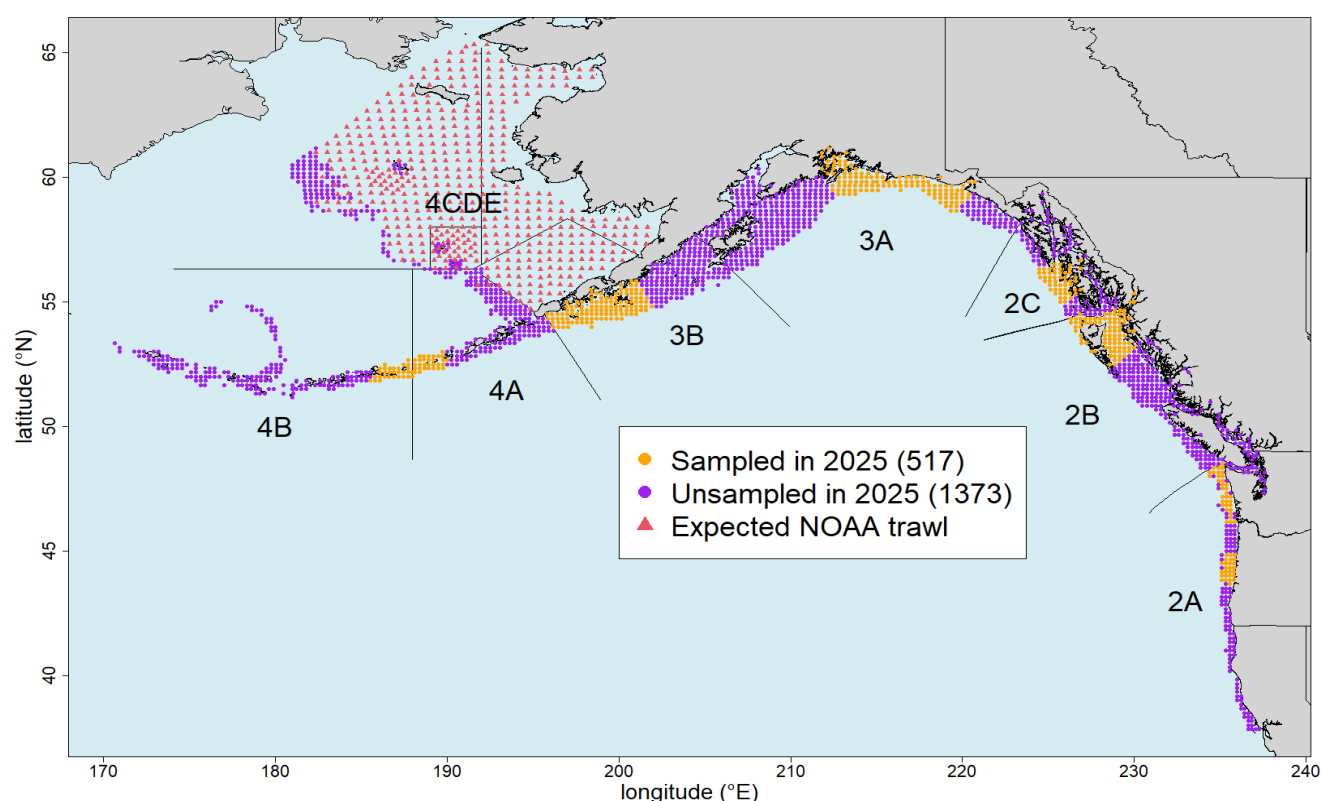 65
60
55
50
45
40
latitude (°N)
4CDE
3A
2C
3B
4A
2B
4B
Sampled in 2025 (517)
Unsampled in 2025 (1373)
Expected NOAA trawl
2A
170
180
190
200
210
220
230
240
longitude (°E)